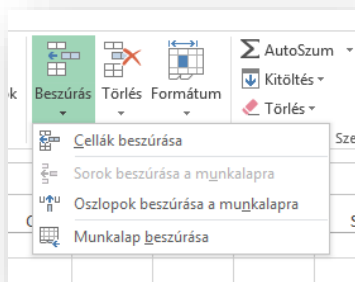 k
Beszúrás
Törlés
Formátum
AutoSzum
Kitöltés
Törlés
Sze
Cellák beszúrása
Sorok beszúrása a munkalapra
Oszlopok beszúrása a munkalapra
Munkalap beszúrása